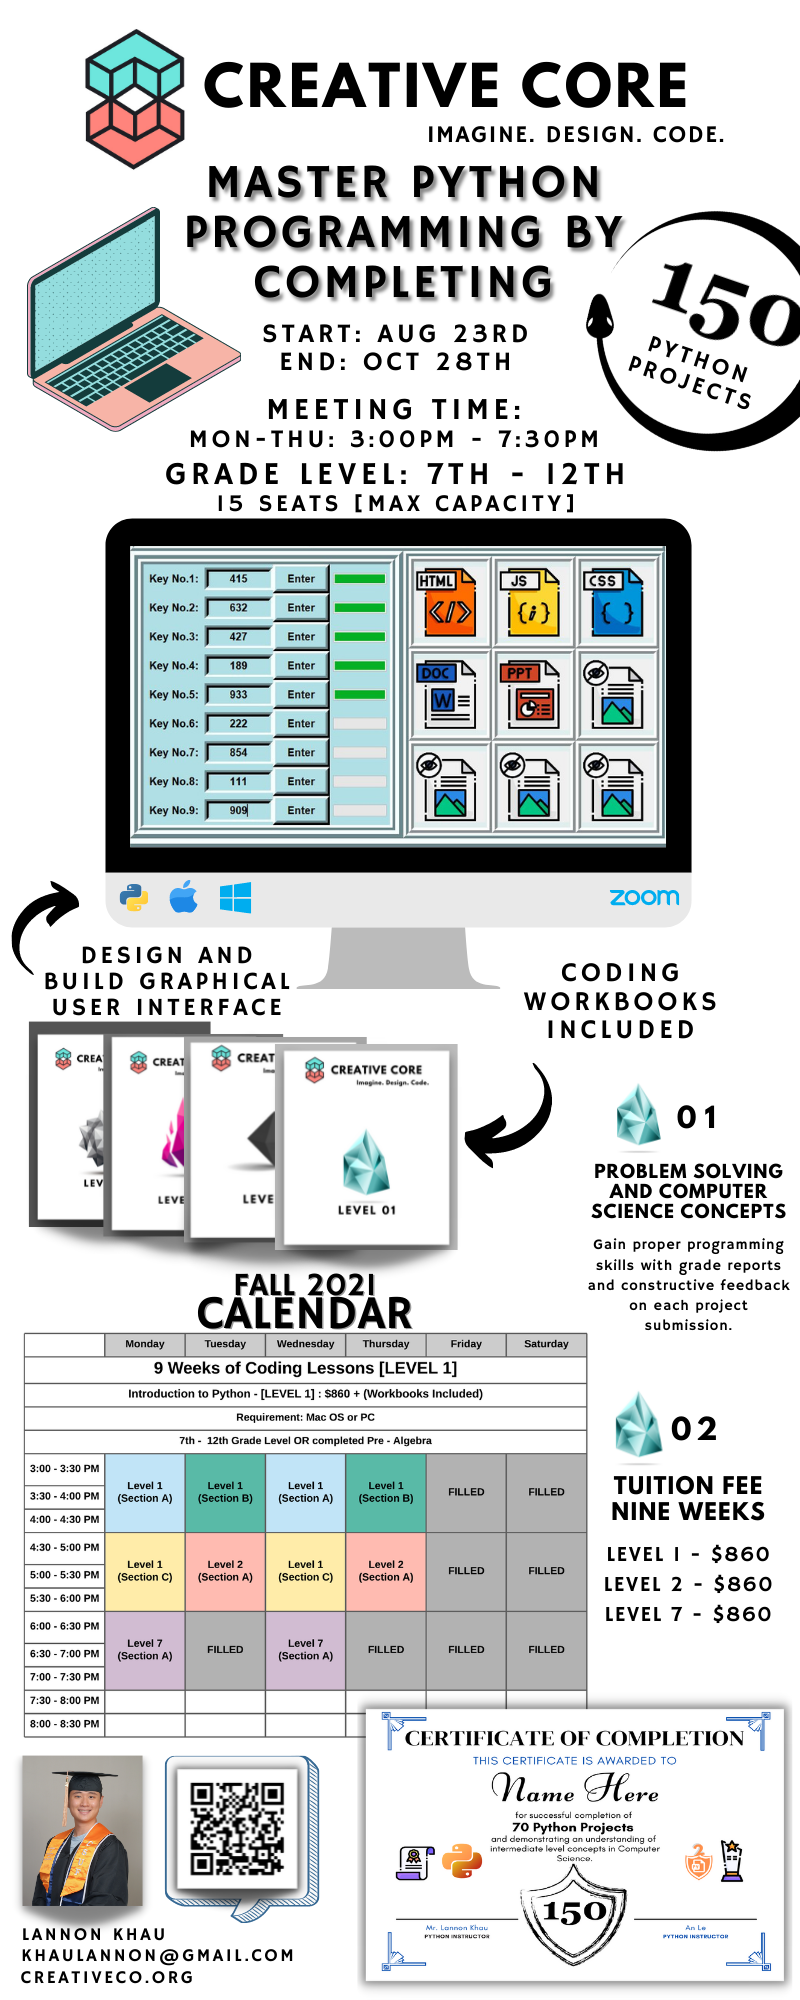 CREATIVE CORE
IMAGINE. DESIGN. CODE.
MASTER PYTHON
PROGRAMMING BY
COMPLETING
150
PYTHON
PROJECTS
START: AUG 23RD
END: OCT 28TH
MEETING TIME:
MON-THU: 3:00PM - 7:30PM
GRADE LEVEL: 7TH - 12TH
15 SEATS [MAX CAPACITY]
Key No.1: 415 Enter
Key No.2: 632 Enter
Key No.3: 427 Enter
Key No.4: 189 Enter
Key No.5: 933 Enter
Key No.6: 222 Enter
Key No.7: 854 Enter
Key No.8: 111 Enter
Key No.9: 909 Enter
HTML </> JS {i} CSS { }
DOC W PPT
zoom
DESIGN AND
BUILD GRAPHICAL
USER INTERFACE
CODING
WORKBOOKS
INCLUDED
CREA CREAT CREAT CREATIVE CORE
Imagine. Design. Code.
LEV LEVE LEVE LEVEL 01
01
PROBLEM SOLVING
AND COMPUTER
SCIENCE CONCEPTS
Gain proper programming
skills with grade reports
and constructive feedback
on each project
submission.
FALL 2021
CALENDAR
Monday Tuesday Wednesday Thursday Friday Saturday
9 Weeks of Coding Lessons [LEVEL 1]
Introduction to Python - [LEVEL 1] : $860 + (Workbooks Included)
Requirement: Mac OS or PC
7th - 12th Grade Level OR completed Pre - Algebra
3:00 - 3:30 PM
3:30 - 4:00 PM
4:00 - 4:30 PM
Level 1 Level 1 Level 1 Level 1
(Section A) (Section B) (Section A) (Section B) FILLED FILLED
4:30 - 5:00 PM
5:00 - 5:30 PM
5:30 - 6:00 PM
Level 1 Level 2 Level 1 Level 2
(Section C) (Section A) (Section C) (Section A) FILLED FILLED
6:00 - 6:30 PM
6:30 - 7:00 PM
7:00 - 7:30 PM
Level 7 Level 7
(Section A) FILLED (Section A) FILLED FILLED FILLED
7:30 - 8:00 PM
8:00 - 8:30 PM
02
TUITION FEE
NINE WEEKS
LEVEL 1 - $860
LEVEL 2 - $860
LEVEL 7 - $860
CERTIFICATE OF COMPLETION
THIS CERTIFICATE IS AWARDED TO
Name Here
for successful completion of
70 Python Projects
and demonstrating an understanding of
intermediate level concepts in Computer
Science.
2
150
Mr. Lannon Khau
PYTHON INSTRUCTOR
An Le
PYTHON INSTRUCTOR
LANNON KHAU
KHAULANNON@GMAIL.COM
CREATIVECO.ORG